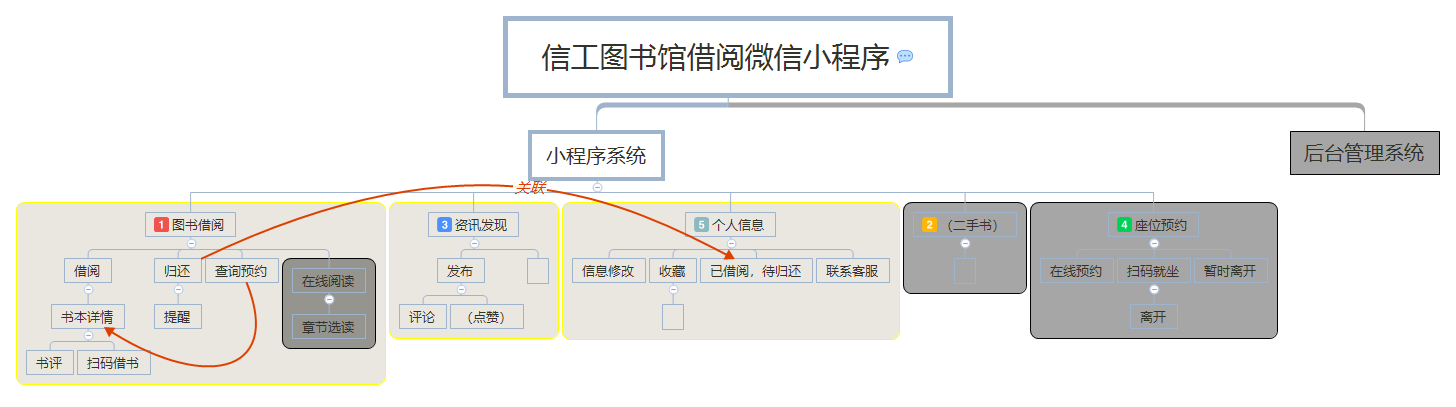 信工图书馆借阅微信小程序
小程序系统
后台管理系统
关联
1 图书借阅
3 资讯发现
5 个人信息
2 （二手书）
4 座位预约
借阅
归还
查询预约
在线阅读
发布
信息修改
收藏
已借阅，待归还
联系客服
在线预约
扫码就坐
暂时离开
书本详情
提醒
章节选读
评论
（点赞）
离开
书评
扫码借书